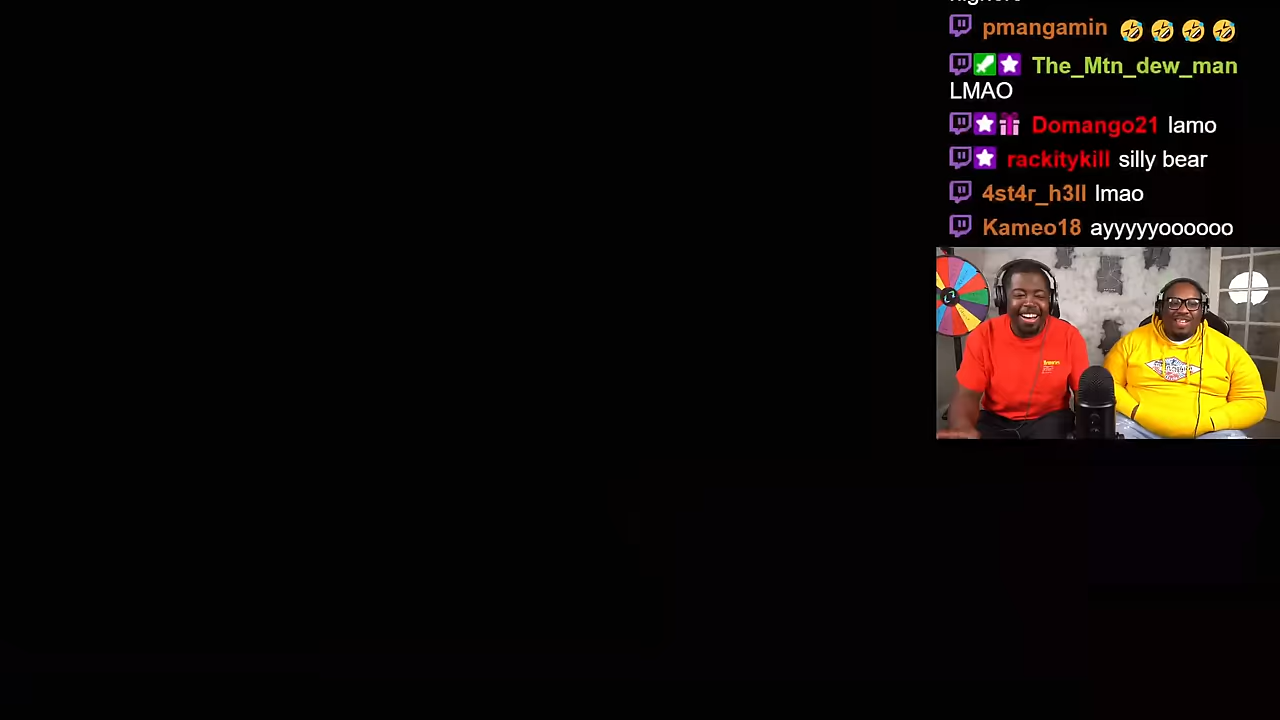 pmangamin 🤣 🤣 🤣 🤣
The_Mtn_dew_man
LMAO
Domango21 lamo
rackitykill silly bear
4st4r_h3ll lmao
Kameo18 ayyyyyoooooo